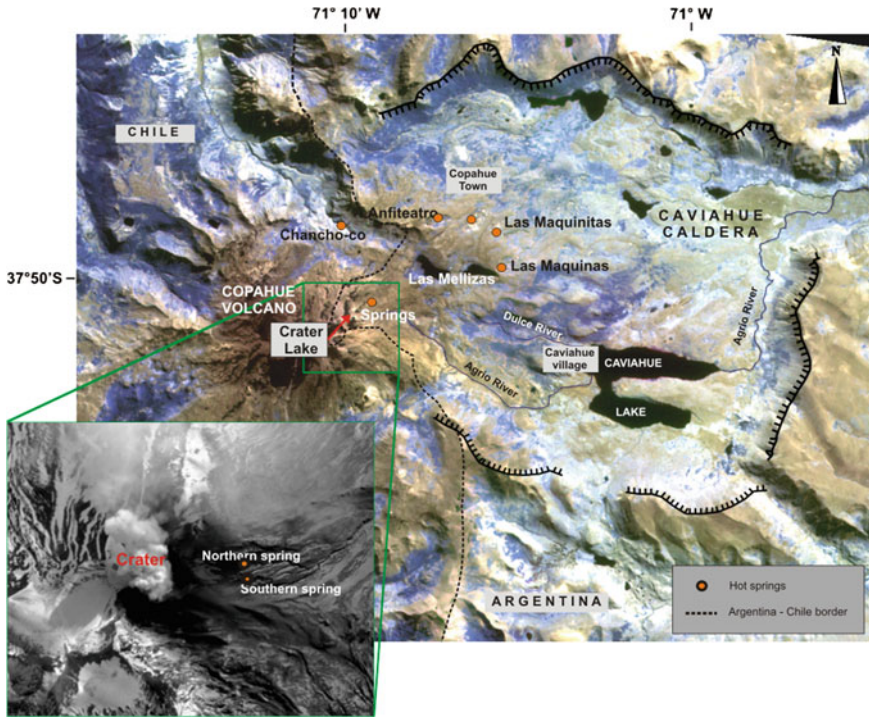 71° 10' W
71° W
N
CHILE
Copahue
Town
Anfiteatro
Las Maquinitas
Chancho-co
CAVIAHUE
CALDERA
37°50'S
Las Maquinas
Las Mellizas
COPAHUE
VOLCANO
Springs
Crater
Lake
Dulce River
Agrio River
Caviahue
village
CAVIAHUE
Agrio River
LAKE
Crater
Northern spring
Southern spring
ARGENTINA
Hot springs
Argentina - Chile border